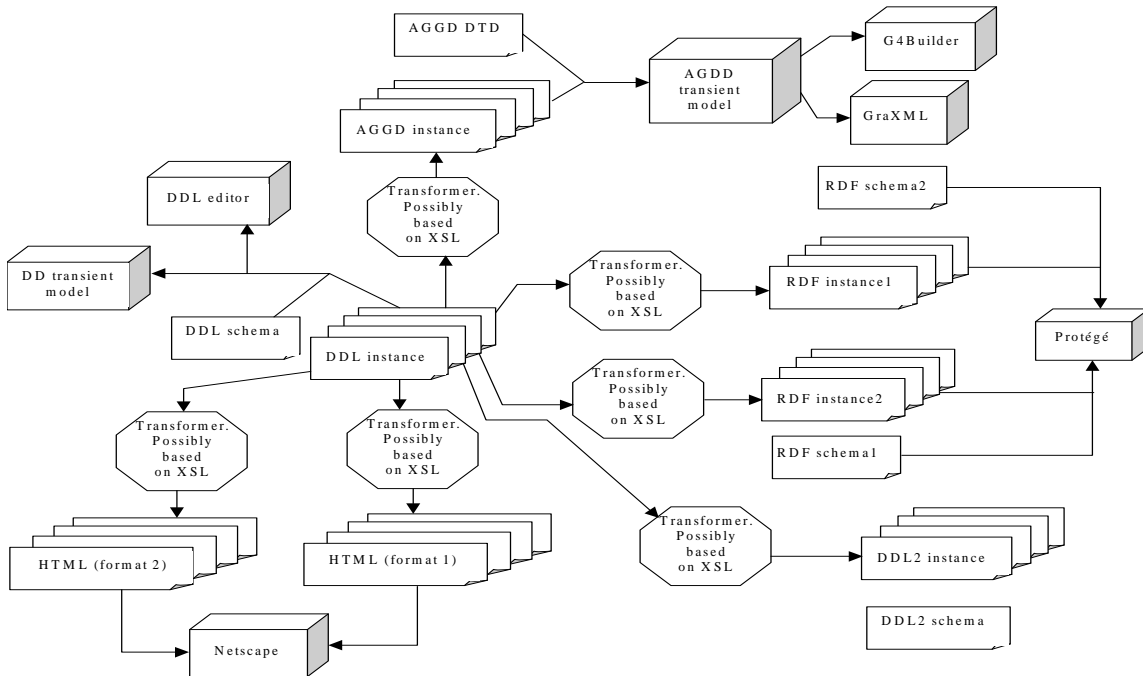 AGGD DTD
G4Builder
AGDD
transient
model
AGGD instance
GraXML
DDL editor
Transformer.
Possibly
based
on XSL
RDF schema2
DD transient
model
Transformer.
Possibly
based
on XSL
RDF instance1
DDL schema
DDL instance
Protégé
Transformer.
Possibly
based
on XSL
RDF instance2
Transformer.
Possibly
based
on XSL
Transformer.
Possibly
based
on XSL
RDF schema1
Transformer.
Possibly
based
on XSL
HTML (format 2)
HTML (format 1)
DDL2 instance
DDL2 schema
Netscape